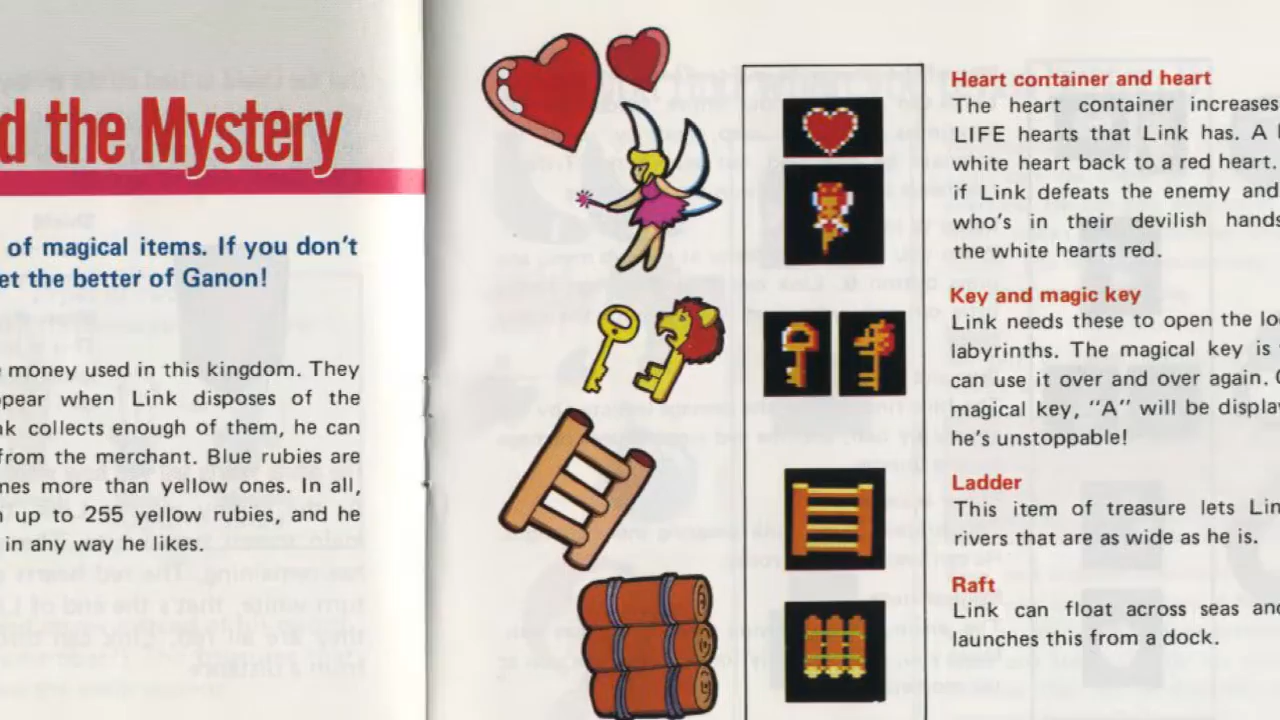 d the Mystery
of magical items. If you don't
et the better of Ganon!
money used in this kingdom. They
pear when Link disposes of the
nk collects enough of them, he can
from the merchant. Blue rubies are
mes more than yellow ones. In all,
up to 255 yellow rubies, and he
in any way he likes.
Heart container and heart
The heart container increases
LIFE hearts that Link has. A
white heart back to a red heart.
if Link defeats the enemy and
who's in their devilish hands
the white hearts red.
Key and magic key
Link needs these to open the lo
labyrinths. The magical key is
can use it over and over again.
magical key, "A" will be display
he's unstoppable!
Ladder
This item of treasure lets Lin
rivers that are as wide as he is.
Raft
Link can float across seas and
launches this from a dock.